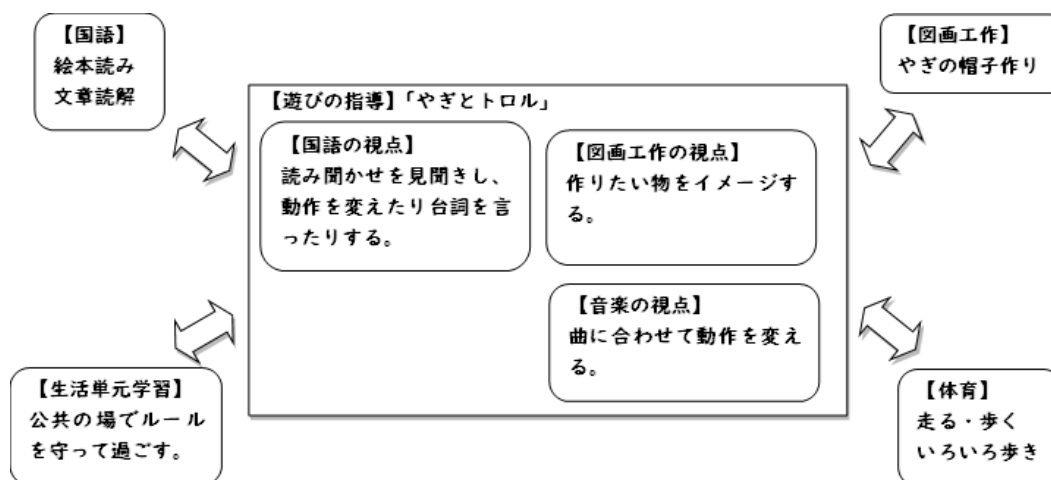 【国語】
絵本読み
文章読解
【図画工作】
やぎの帽子作り
【遊びの指導】「やぎとトロル」
【国語の視点】
読み聞かせを見聞きし、
動作を変えたり台詞を言
ったりする。
【図画工作の視点】
作りたい物をイメージす
る。
【音楽の視点】
曲に合わせて動作を変え
る。
【生活単元学習】
公共の場でルール
を守って過ごす。
【体育】
走る・歩く
いろいろ歩き